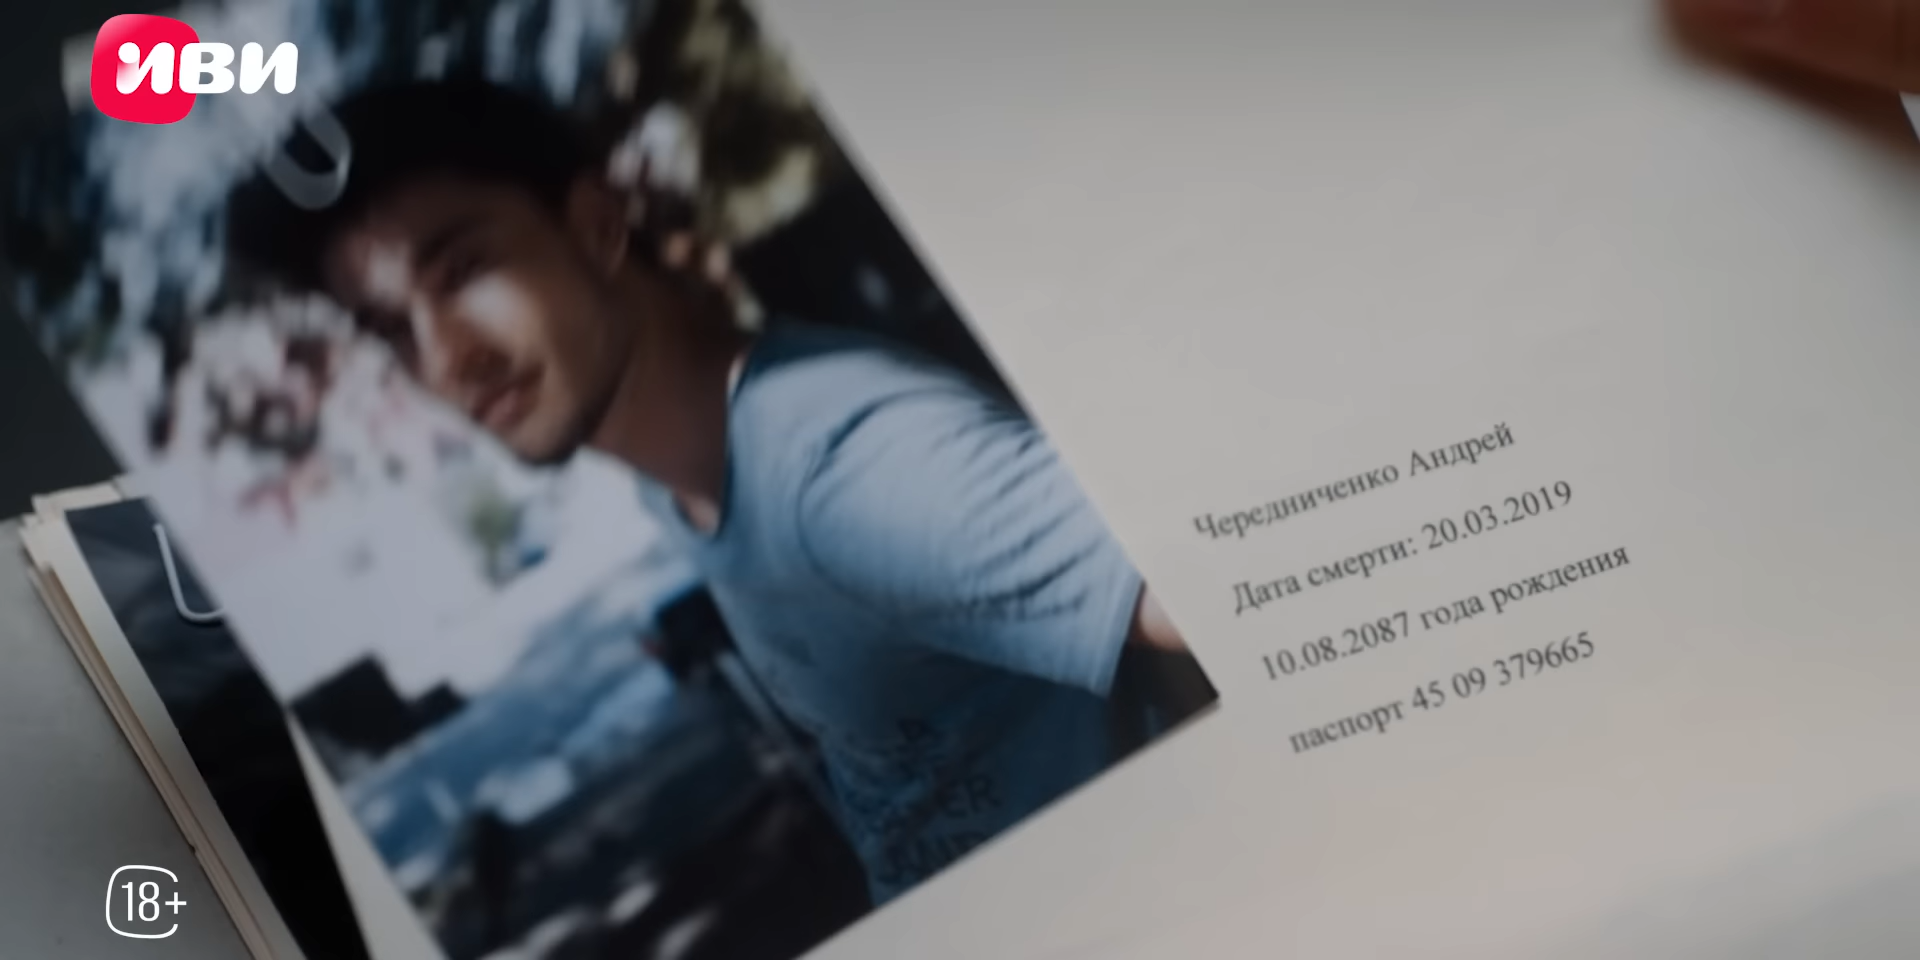 иви
Чередниченко Андрей
Дата смерти: 20.03.2019
10.08.2087 года рождения
паспорт 45 09 379665
18+